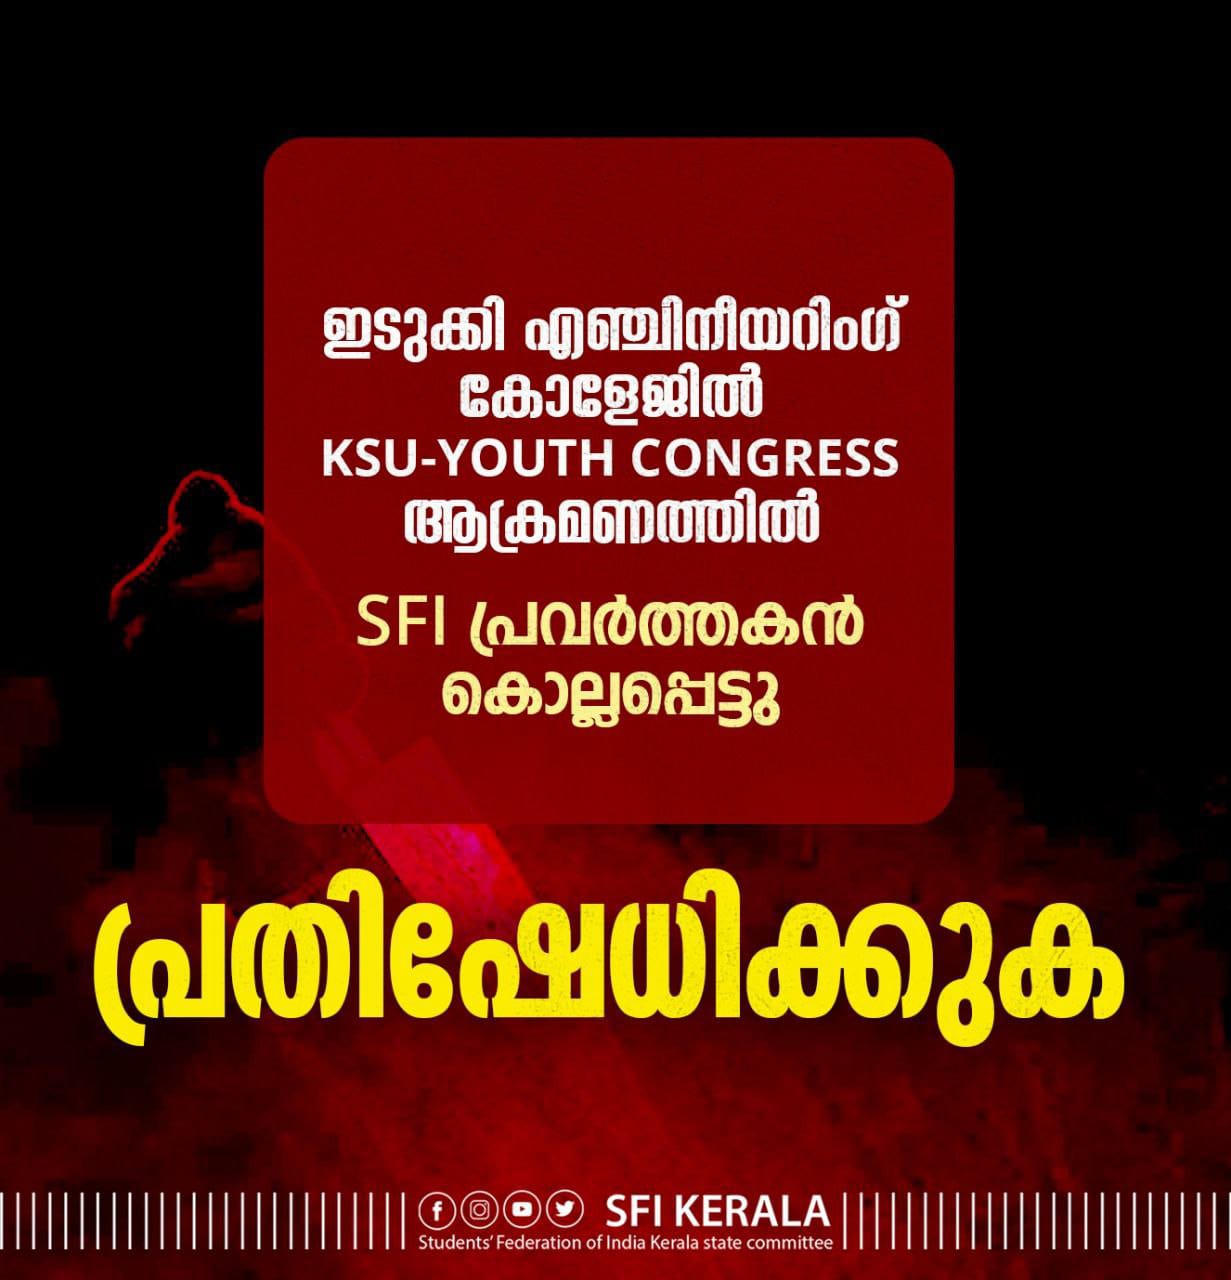 ഇടുക്കി എഞ്ചിനീയറിംഗ്
കോളേജിൽ
KSU-YOUTH CONGRESS
ആക്രമണത്തിൽ
SFI പ്രവർത്തകൻ
കൊല്ലപ്പെട്ടു
പ്രതിഷേധിക്കുക
SFI KERALA
Students' Federation of India Kerala state committee